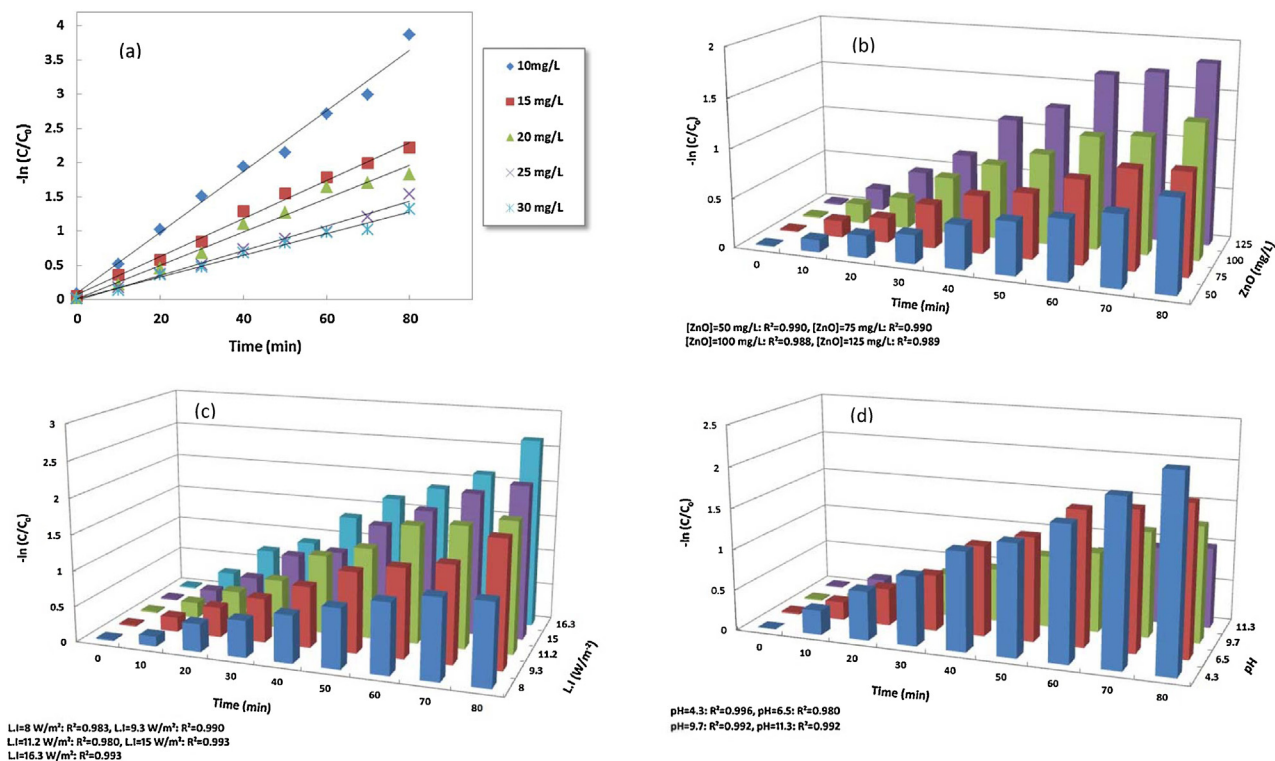 (a)
-ln (C/C₀)
4
3.5
3
2.5
2
1.5
1
0.5
0
0 20 40 60 80
Time (min)
10mg/L
15 mg/L
20 mg/L
25 mg/L
30 mg/L
(b)
-ln (C/C₀)
2
1.5
1
0.5
0
0 10 20 30 40 50 60 70 80
Time (min)
125
100
75
50
ZnO (mg/L)
[ZnO]=50 mg/L: R²=0.990, [ZnO]=75 mg/L: R²=0.990
[ZnO]=100 mg/L: R²=0.988, [ZnO]=125 mg/L: R²=0.989
(c)
-ln (C/C₀)
3
2.5
2
1.5
1
0.5
0
0 10 20 30 40 50 60 70 80
Time (min)
16.3
15
11.2
9.3
8
L.I (W/m²)
L.I=8 W/m²: R²=0.983, L.I=9.3 W/m²: R²=0.990
L.I=11.2 W/m²: R²=0.980, L.I=15 W/m²: R²=0.993
L.I=16.3 W/m²: R²=0.993
(d)
-ln (C/C₀)
2.5
2
1.5
1
0.5
0
0 10 20 30 40 50 60 70 80
Time (min)
11.3
9.7
6.5
4.3
pH
pH=4.3: R²=0.996, pH=6.5: R²=0.980
pH=9.7: R²=0.992, pH=11.3: R²=0.992